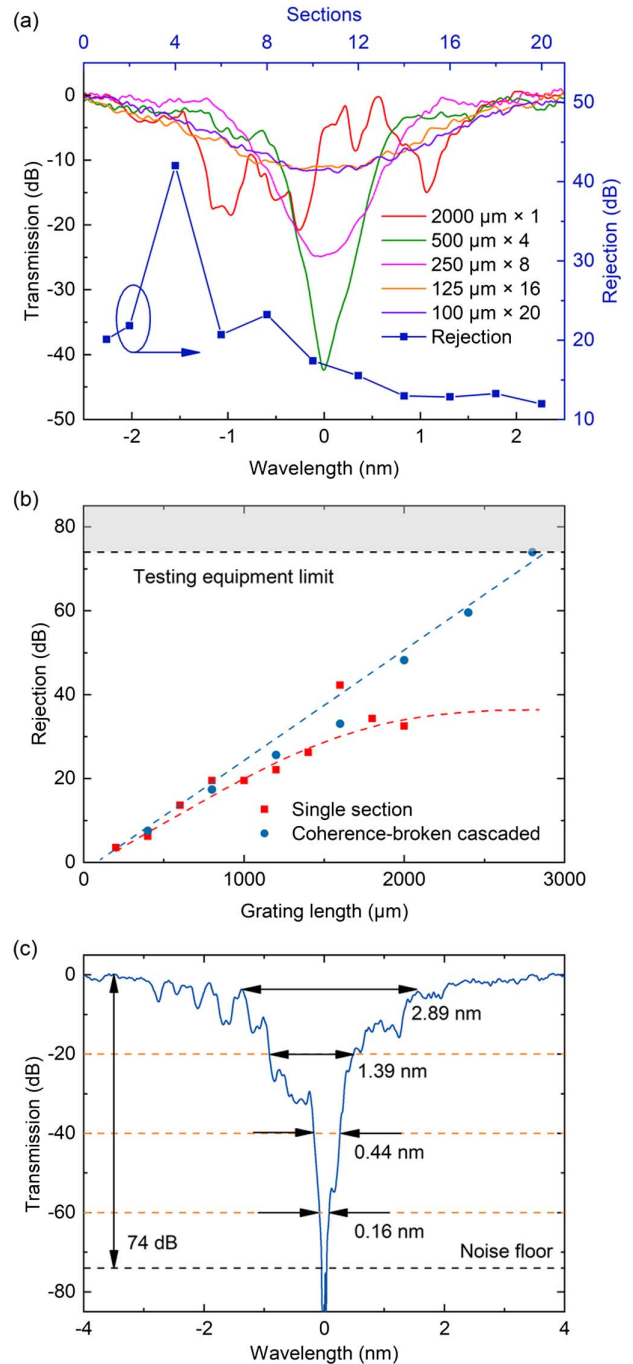 (a)
Sections
0 4 8 12 16 20
0
-10
-20
-30
-40
-50
Transmission (dB)
50
40
30
20
10
Rejection (dB)
2000 µm × 1
500 µm × 4
250 µm × 8
125 µm × 16
100 µm × 20
Rejection
-2 -1 0 1 2
Wavelength (nm)
(b)
80
60
40
20
0
Rejection (dB)
Testing equipment limit
Single section
Coherence-broken cascaded
0 1000 2000 3000
Grating length (µm)
(c)
0
-20
-40
-60
-80
Transmission (dB)
2.89 nm
1.39 nm
0.44 nm
0.16 nm
74 dB
Noise floor
-4 -2 0 2 4
Wavelength (nm)